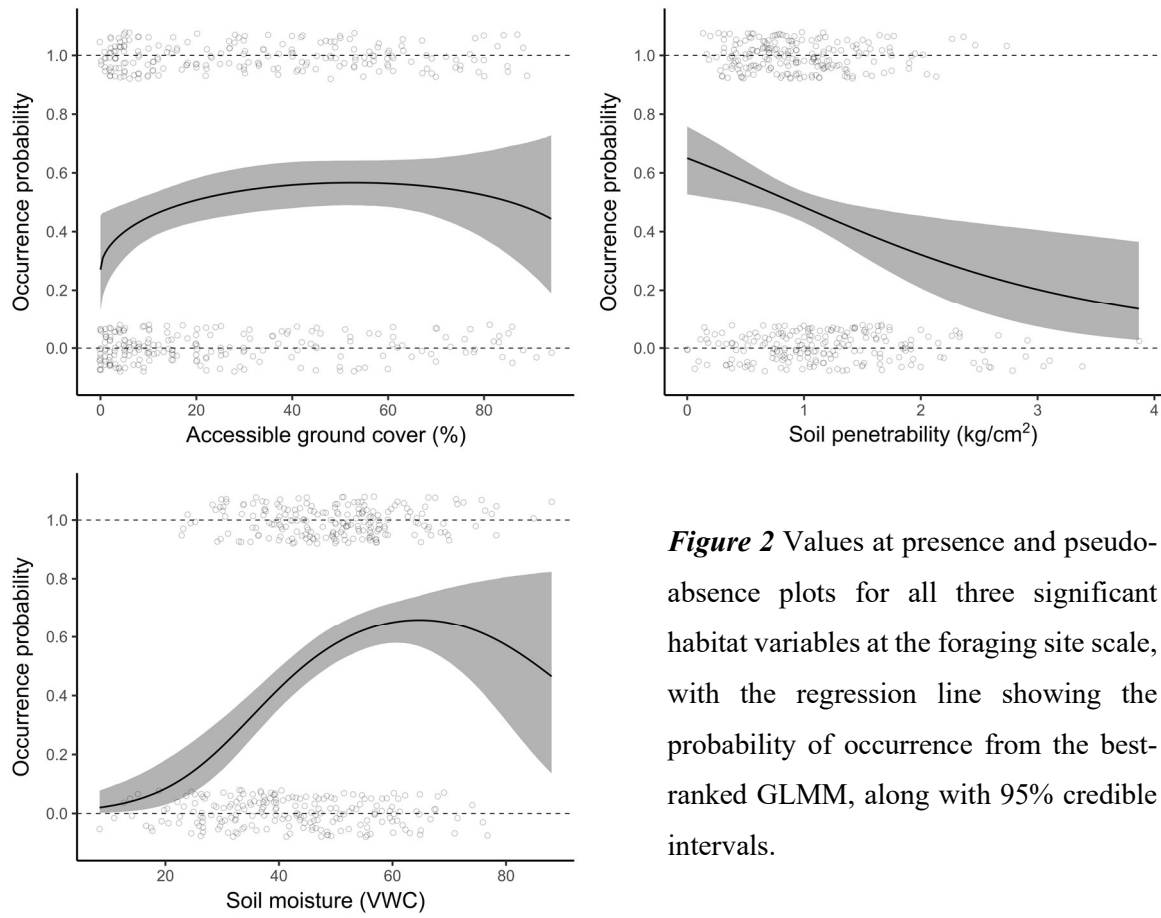 1.0
0.8
0.6
0.4
0.2
0.0
Occurrence probability
0
20
40
60
80
Accessible ground cover (%)
1.0
0.8
0.6
0.4
0.2
0.0
Occurrence probability
0
1
2
3
4
Soil penetrability (kg/cm²)
1.0
0.8
0.6
0.4
0.2
0.0
Occurrence probability
20
40
60
80
Soil moisture (VWC)
Figure 2 Values at presence and pseudo-
absence plots for all three significant
habitat variables at the foraging site scale,
with the regression line showing the
probability of occurrence from the best-
ranked GLMM, along with 95% credible
intervals.